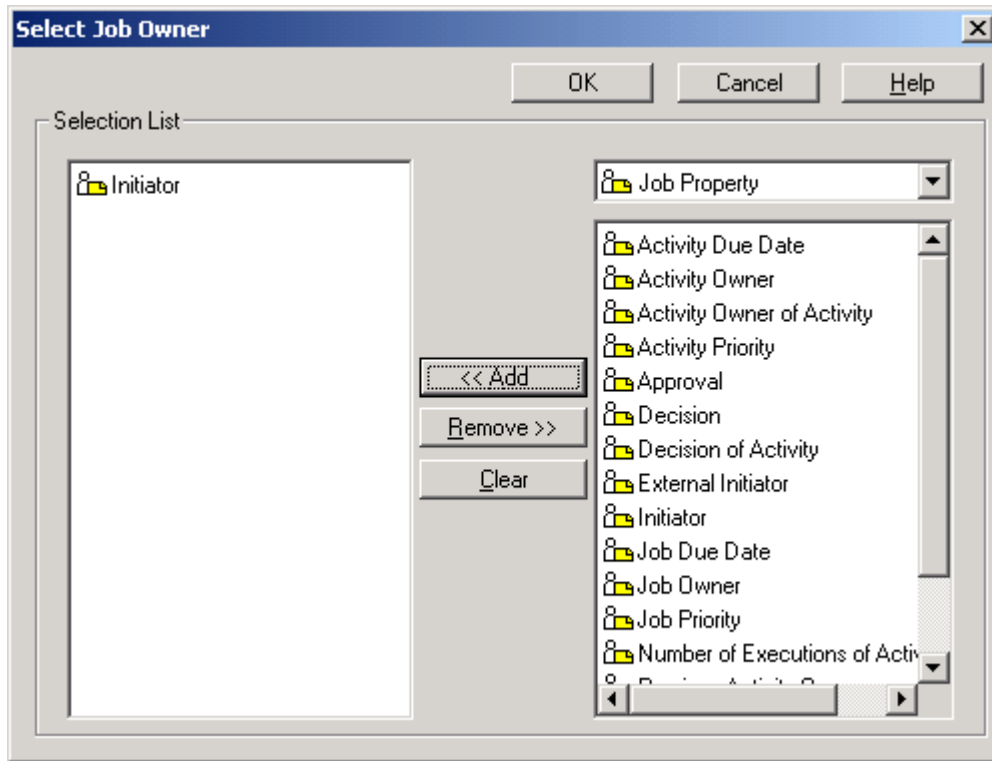 Select Job Owner
OK
Cancel
Help
Selection List
Initiator
Job Property
Activity Due Date
Activity Owner
Activity Owner of Activity
Activity Priority
Approval
Decision
Decision of Activity
External Initiator
Initiator
Job Due Date
Job Owner
Job Priority
Number of Executions of Activ
<< Add
Remove >>
Clear